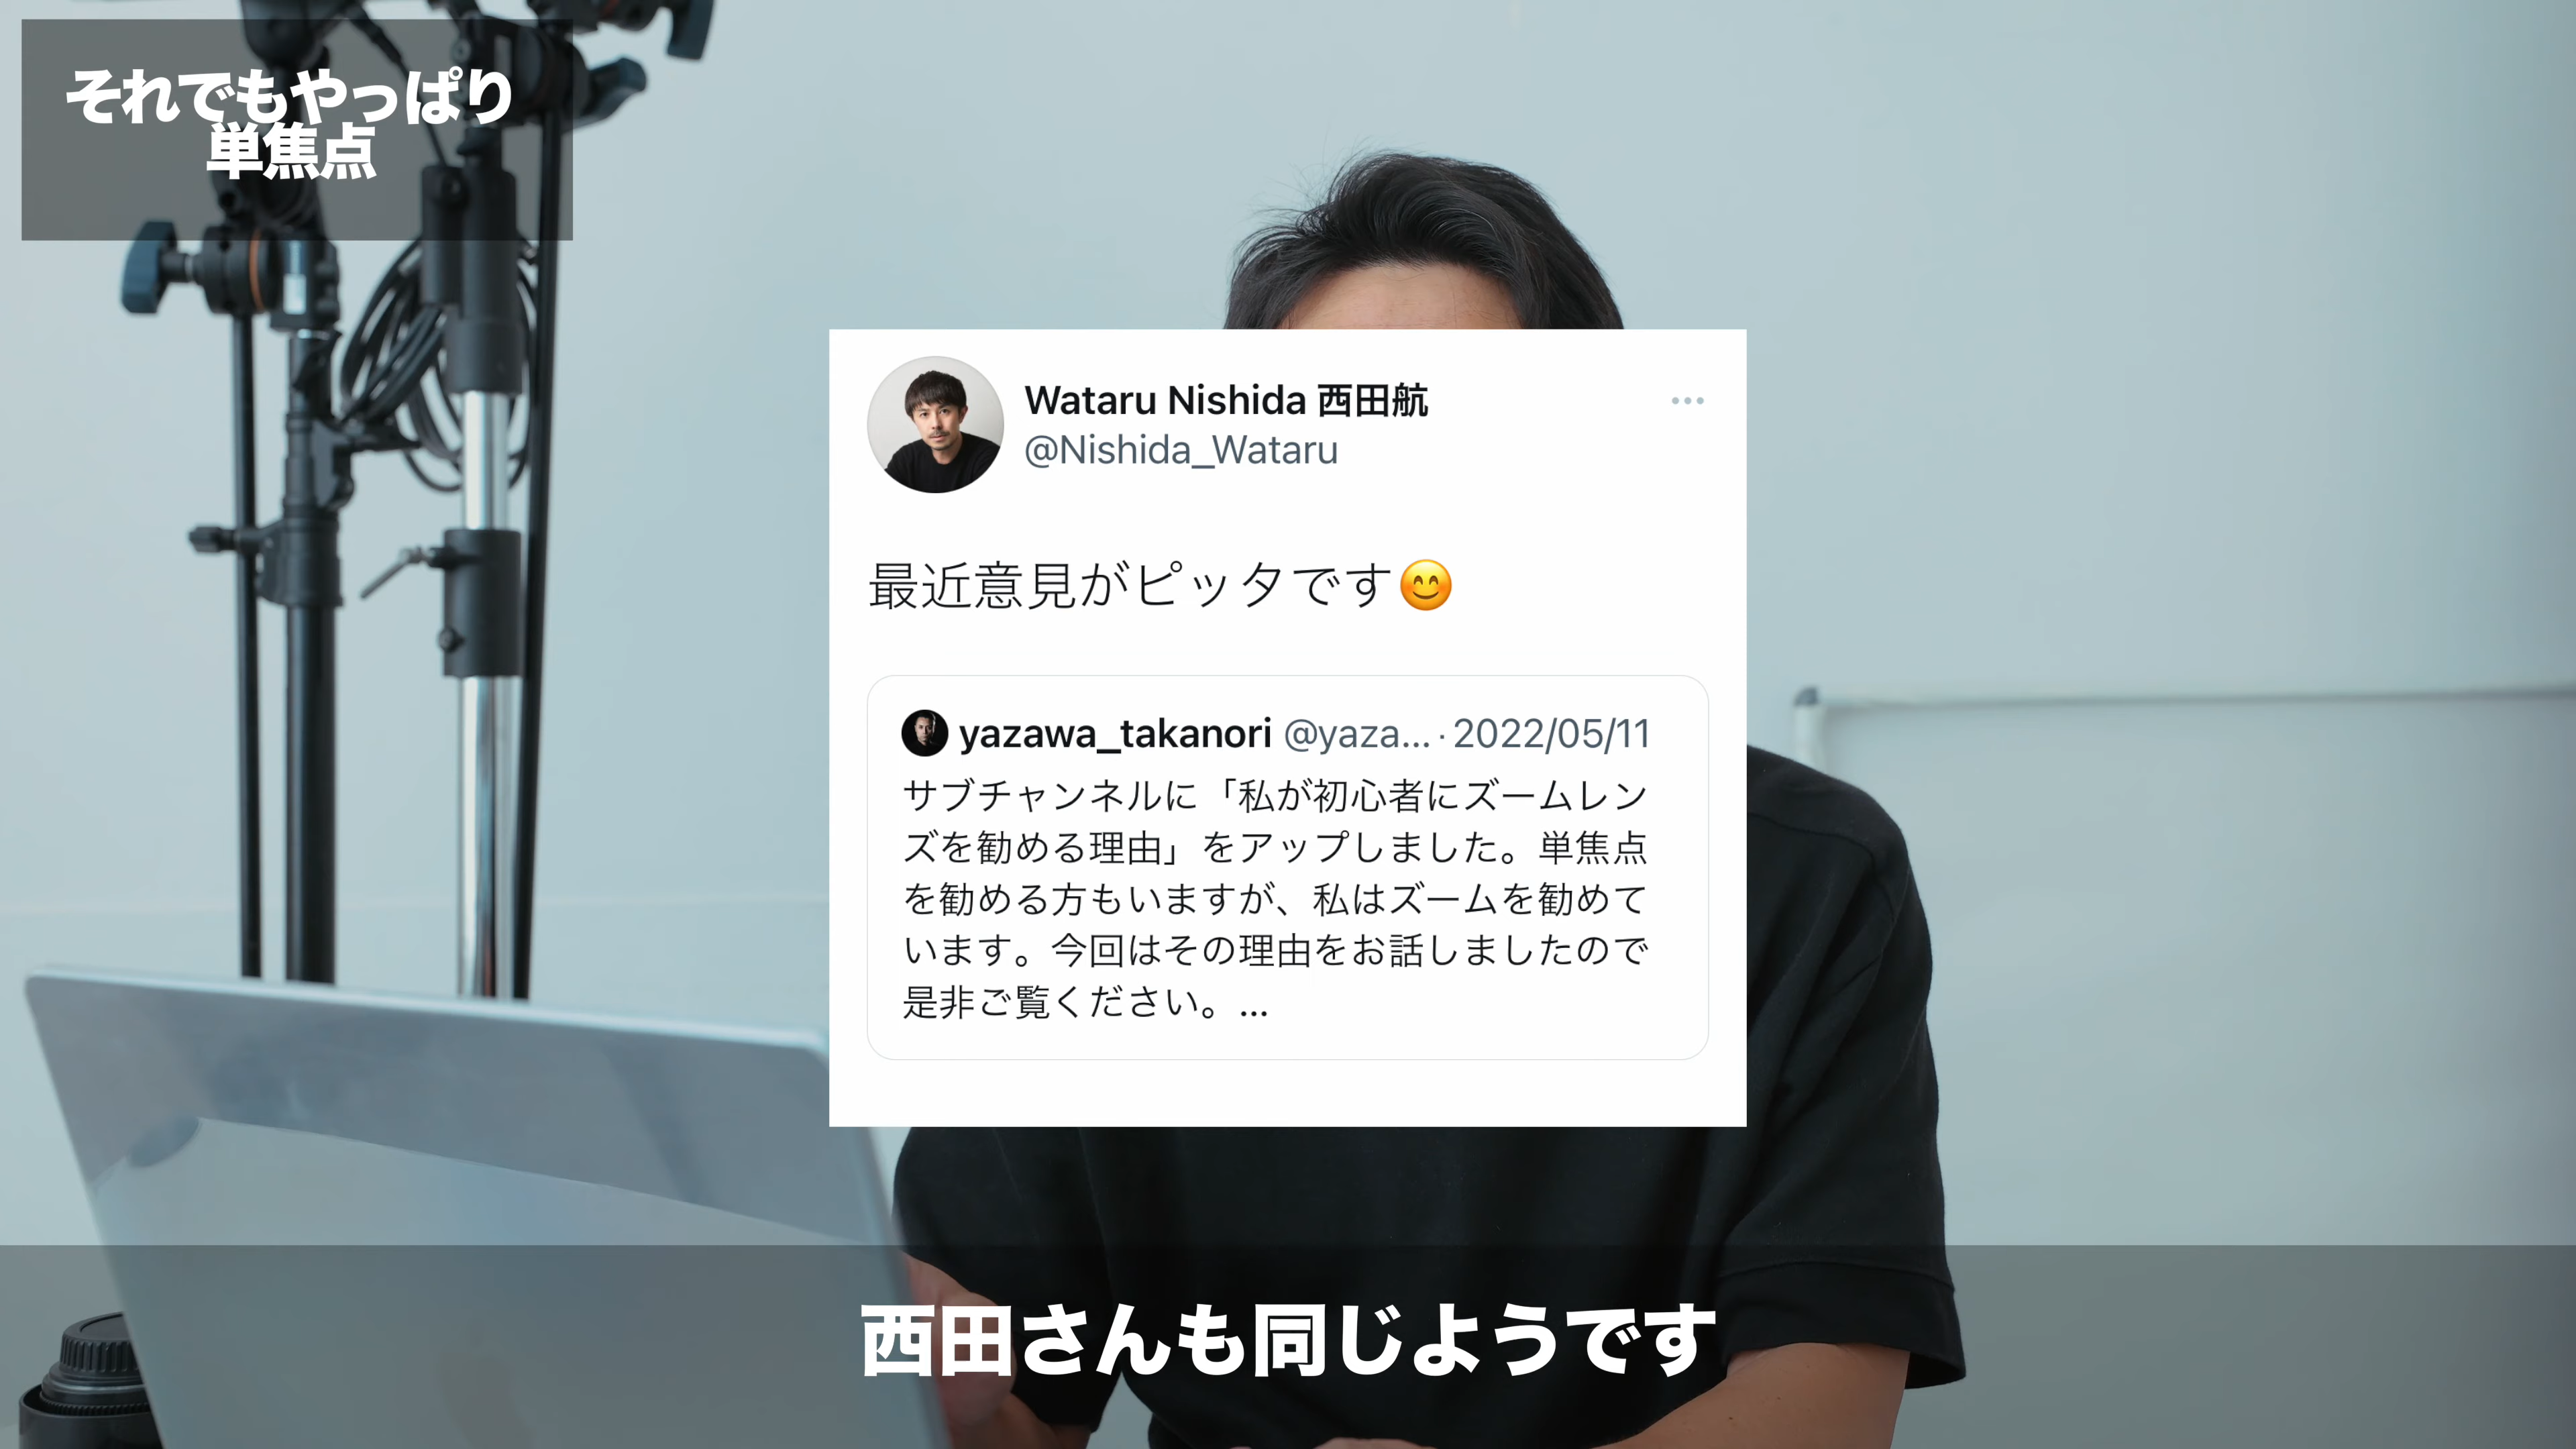 それでもやっぱり
単焦点
Wataru Nishida 西田航
@Nishida_Wataru
最近意見がピッタです😊
yazawa_takanori @yaza... · 2022/05/11
サブチャンネルに「私が初心者にズームレン
ズを勧める理由」をアップしました。単焦点
を勧める方もいますが、私はズームを勧めて
います。今回はその理由をお話しましたので
是非ご覧ください。...
西田さんも同じようです